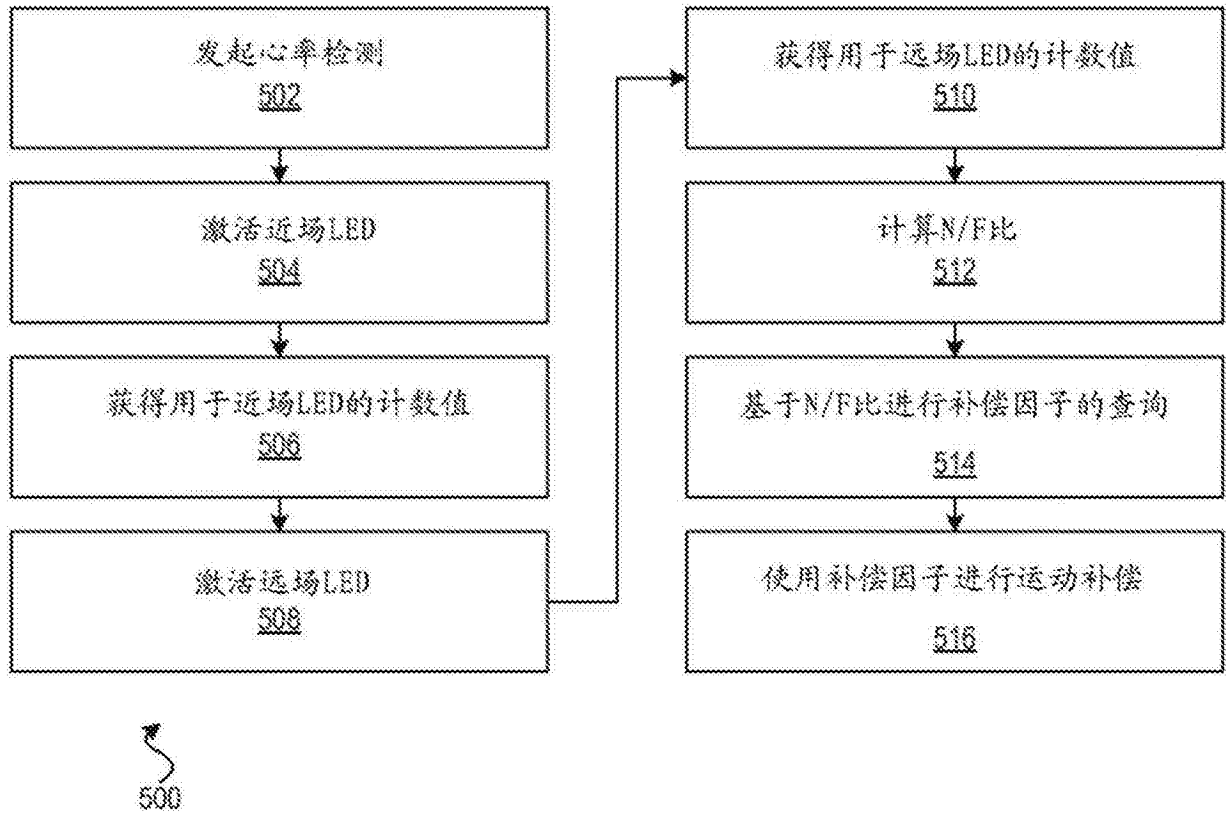 发起心率检测
502
激活近场LED
504
获得用于近场LED的计数值
506
激活远场LED
508
获得用于远场LED的计数值
510
计算N/F比
512
基于N/F比进行补偿因子的查询
514
使用补偿因子进行运动补偿
516
500